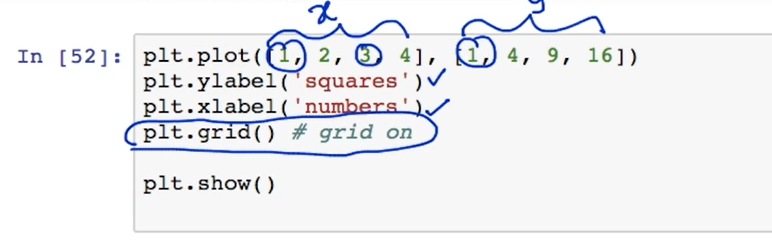 x y
In [52]: plt.plot([1, 2, 3, 4], [1, 4, 9, 16])
plt.ylabel('squares')
plt.xlabel('numbers')
plt.grid() # grid on
plt.show()